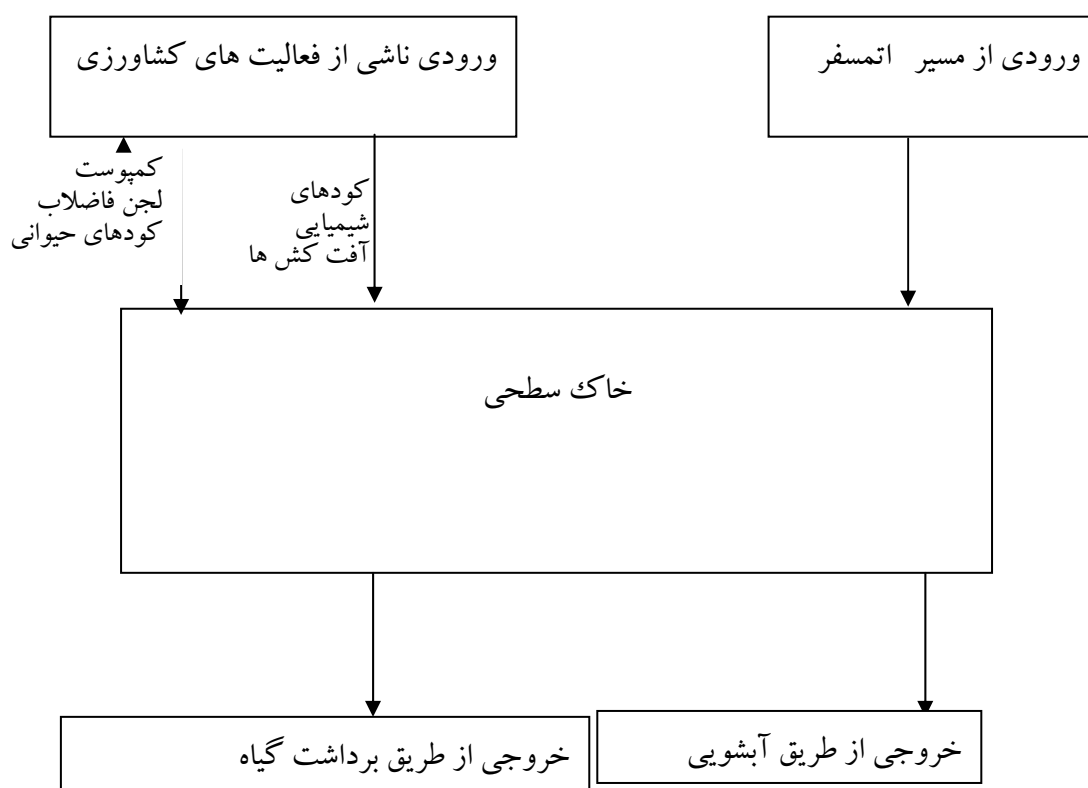 ورودی از مسیر اتمسفر
ورودی ناشی از فعالیت های کشاورزی
کودهای
شیمیایی
آفت کش ها
کمپوست
لجن فاضلاب
کودهای حیوانی
خاک سطحی
خروجی از طریق آبشویی
خروجی از طریق برداشت گیاه